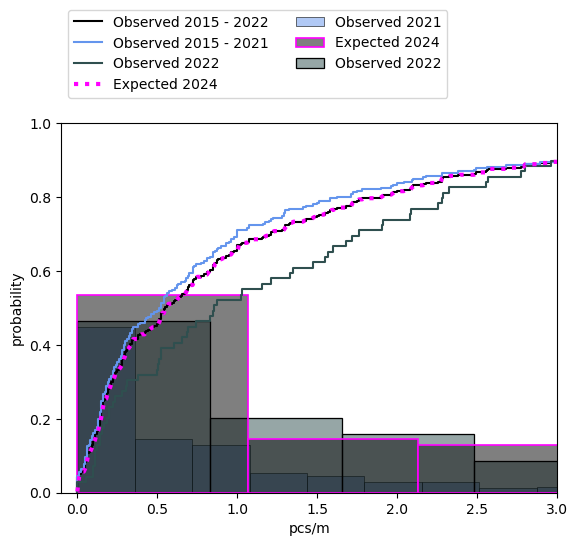 Observed 2015 - 2022
Observed 2015 - 2021
Observed 2022
Expected 2024
Observed 2021
Expected 2024
Observed 2022
1.0
0.8
0.6
0.4
0.2
0.0
probability
0.0 0.5 1.0 1.5 2.0 2.5 3.0
pcs/m